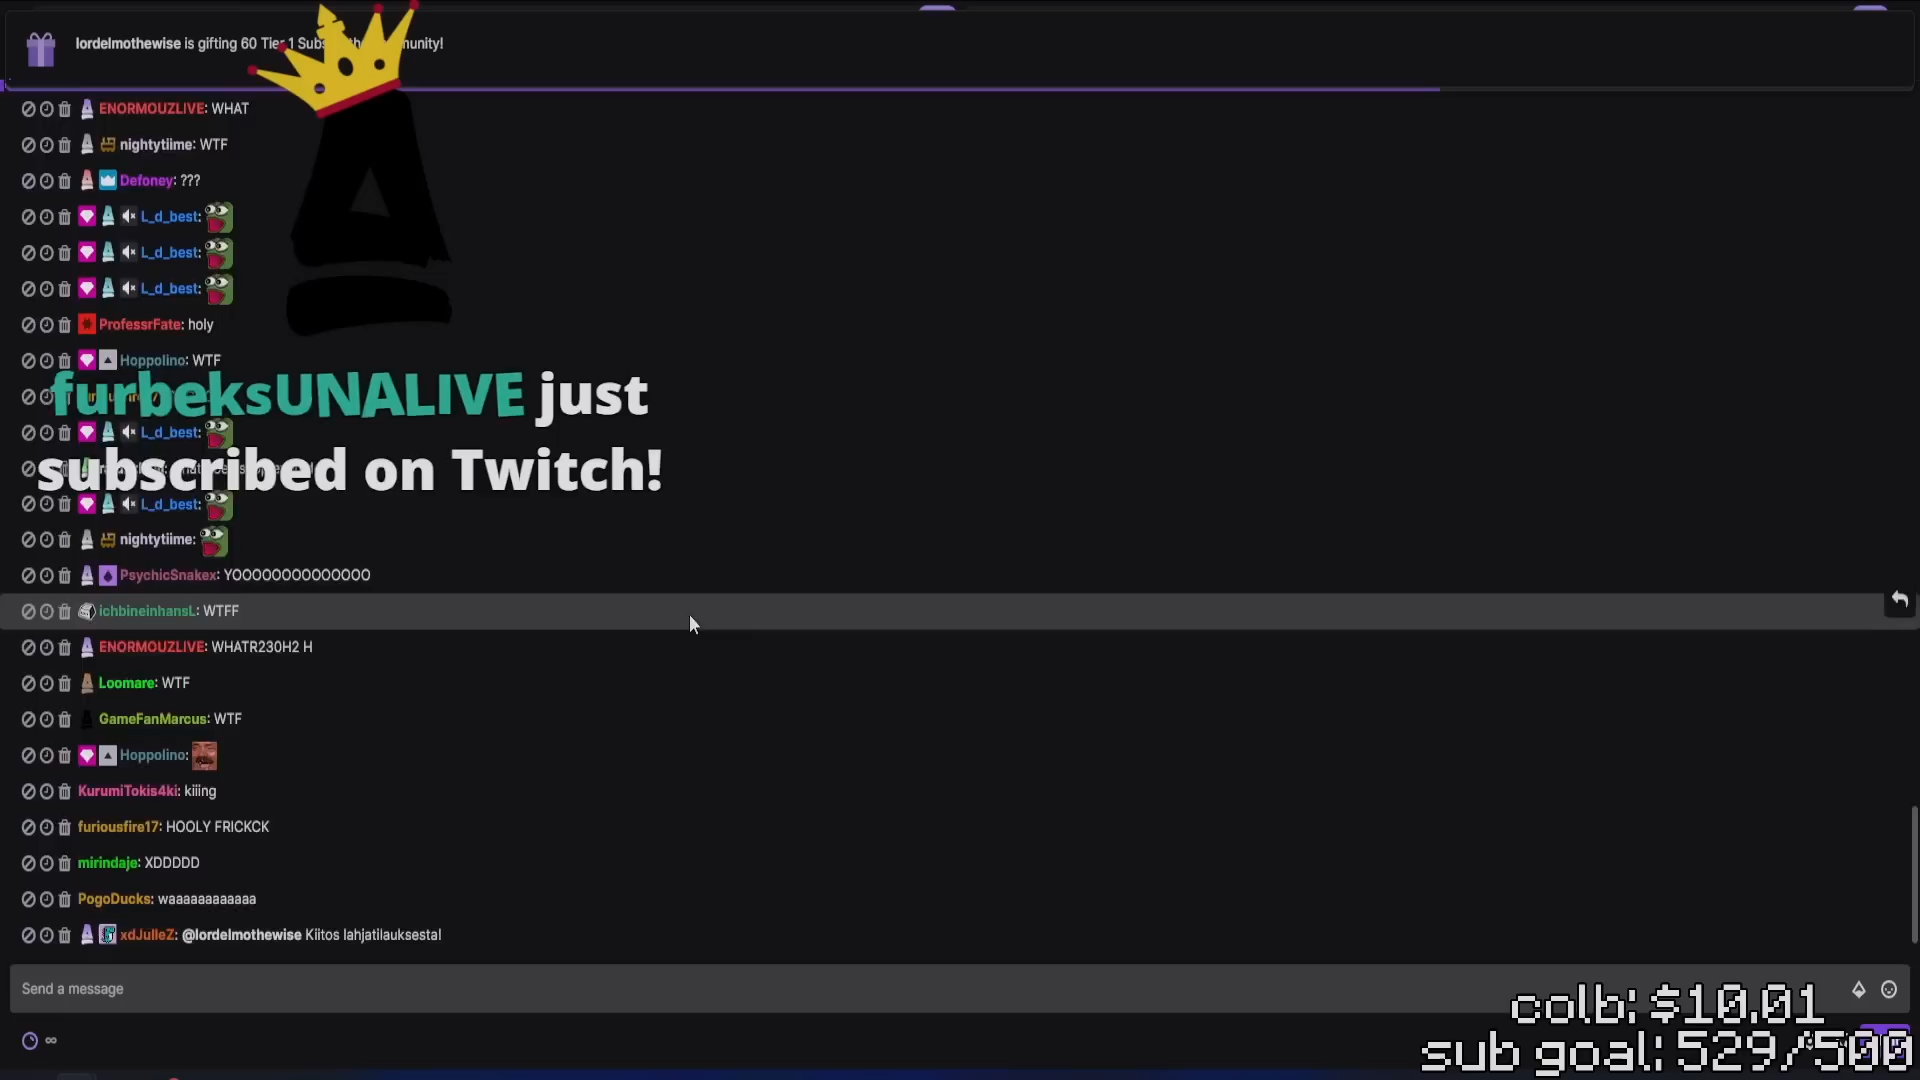 lordelmothewise is gifting 60 Tier 1 Subs munity!
ENORMOUZLIVE: WHAT
nightytiime: WTF
Defoney: ???
L_d_best:
L_d_best:
L_d_best:
ProfessrFate: holy
Hoppolino: WTF
furbeksUNALIVE just
L_d_best:
subscribed on Twitch!
L_d_best:
nightytiime:
PsychicSnakex: YOOOOOOOOOOOOOO
ichbineinhansL: WTFF
ENORMOUZLIVE: WHATR230H2 H
Loomare: WTF
GameFanMarcus: WTF
Hoppolino:
KurumiTokis4ki: kiiing
furiousfire17: HOOLY FRICKCK
mirindaje: XDDDDD
PogoDucks: waaaaaaaaaaaa
xdJulleZ: @lordelmothewise Kiitos lahjatilauksesta!
Send a message
colb: $10.01
sub goal: 529/500